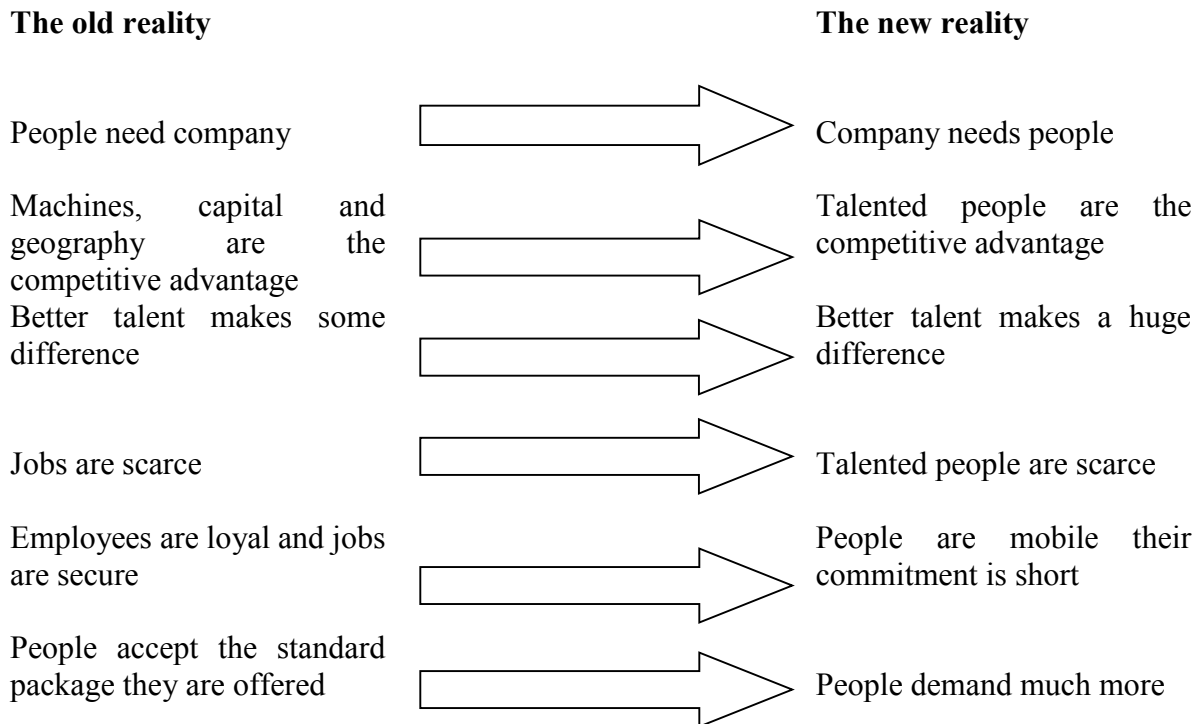 The old reality
The new reality
People need company
Company needs people
Machines, capital and
geography are the
competitive advantage
Talented people are the
competitive advantage
Better talent makes some
difference
Better talent makes a huge
difference
Jobs are scarce
Talented people are scarce
Employees are loyal and jobs
are secure
People are mobile their
commitment is short
People accept the standard
package they are offered
People demand much more